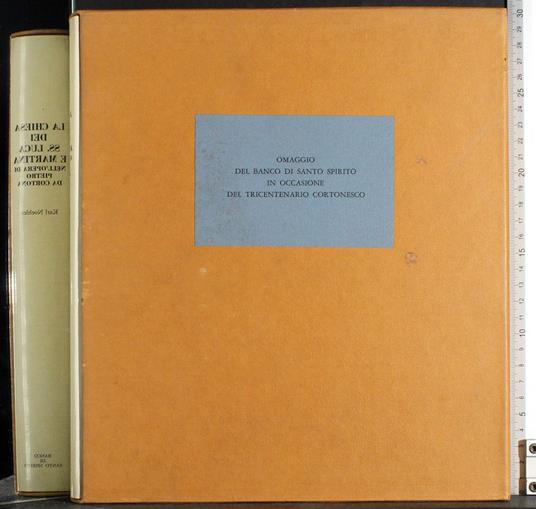 OMAGGIO
DEL BANCO DI SANTO SPIRITO
IN OCCASIONE
DEL TRICENTENARIO CORTONESCO
LA CHIESA
DEI
SS. LUCA
E MARTINA
NELL'OPERA DI
PIETRO
DA CORTONA
Karl Noehles
BANCO
DI
SANTO SPIRITO